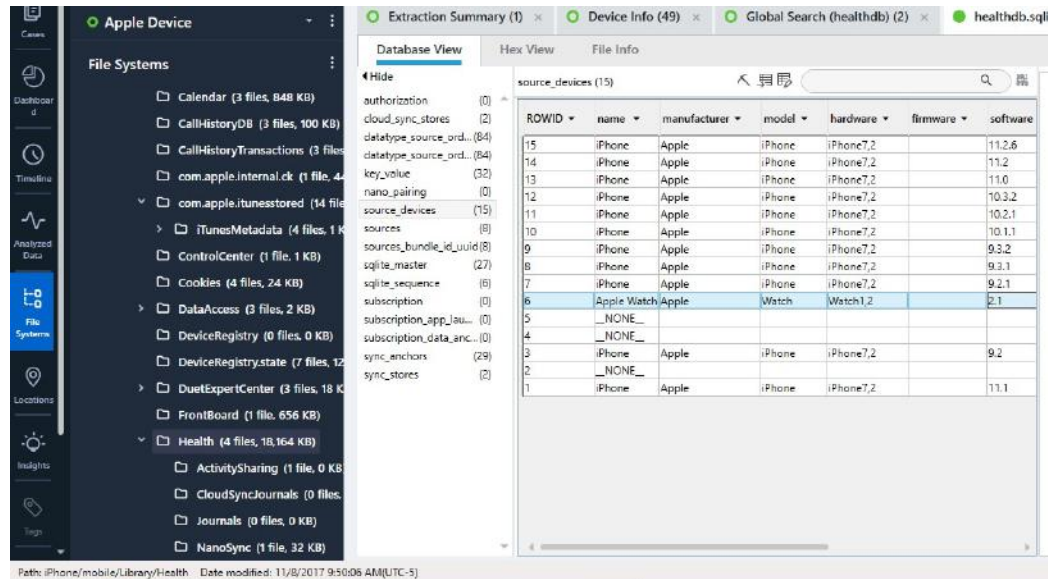 Cases
Dashboar
d
Timeline
Analyzed
Data
File
Systems
Locations
Insights
Tags
Apple Device
File Systems
Calendar (3 files, 848 KB)
CallHistoryDB (3 files, 100 KB)
CallHistoryTransactions (3 files
com.apple.internal.ck (1 file, 44
com.apple.itunesstored (14 file
iTunesMetadata (4 files, 1 K
ControlCenter (1 file, 1 KB)
Cookies (4 files, 24 KB)
DataAccess (3 files, 2 KB)
DeviceRegistry (0 files, 0 KB)
DeviceRegistry.state (7 files, 12
DuetExpertCenter (3 files, 18 K
FrontBoard (1 file, 656 KB)
Health (4 files, 18,164 KB)
ActivitySharing (1 file, 0 KB
CloudSyncJournals (0 files,
Journals (0 files, 0 KB)
NanoSync (1 file, 32 KB)
Extraction Summary (1) × Device Info (49) × Global Search (healthdb) (2) × healthdb.sqli
Database View Hex View File Info
Hide
authorization (0)
cloud_sync_stores (2)
datatype_source_ord... (84)
datatype_source_ord... (84)
key_value (32)
nano_pairing (0)
source_devices (15)
sources (8)
sources_bundle_id_uuid (8)
sqlite_master (27)
sqlite_sequence (6)
subscription (0)
subscription_app_lau... (0)
subscription_data_anc... (0)
sync_anchors (29)
sync_stores (2)
source_devices (15)
ROWID name manufacturer model hardware firmware software
15 iPhone Apple iPhone iPhone7,2 11.2.6
14 iPhone Apple iPhone iPhone7,2 11.2
13 iPhone Apple iPhone iPhone7,2 11.0
12 iPhone Apple iPhone iPhone7,2 10.3.2
11 iPhone Apple iPhone iPhone7,2 10.2.1
10 iPhone Apple iPhone iPhone7,2 10.1.1
9 iPhone Apple iPhone iPhone7,2 9.3.2
8 iPhone Apple iPhone iPhone7,2 9.3.1
7 iPhone Apple iPhone iPhone7,2 9.2.1
6 Apple Watch Apple Watch Watch1,2 2.1
5 __NONE__
4 __NONE__
3 iPhone Apple iPhone iPhone7,2 9.2
2 __NONE__
1 iPhone Apple iPhone iPhone7,2 11.1
Path: iPhone/mobile/Library/Health Date modified: 11/8/2017 9:50:06 AM(UTC-5)